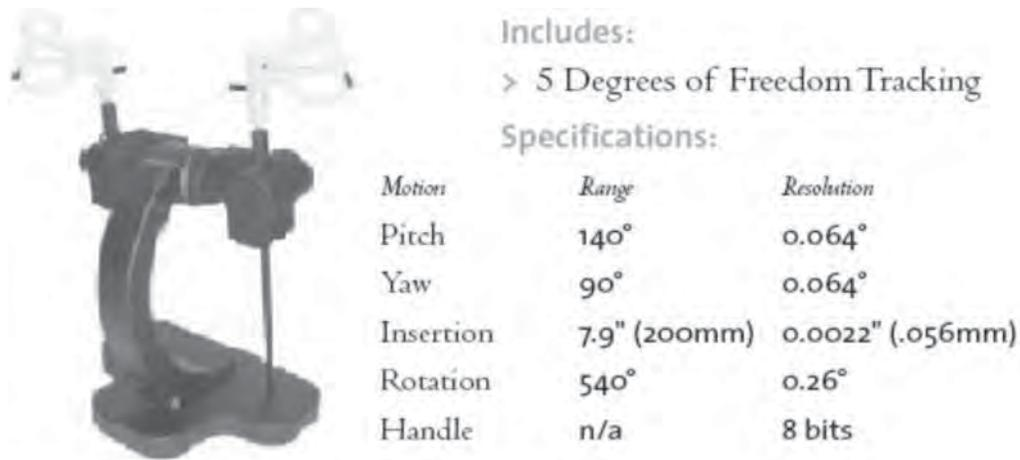 Includes:
> 5 Degrees of Freedom Tracking
Specifications:
Motion Range Resolution
Pitch 140° 0.064°
Yaw 90° 0.064°
Insertion 7.9" (200mm) 0.0022" (.056mm)
Rotation 540° 0.26°
Handle n/a 8 bits